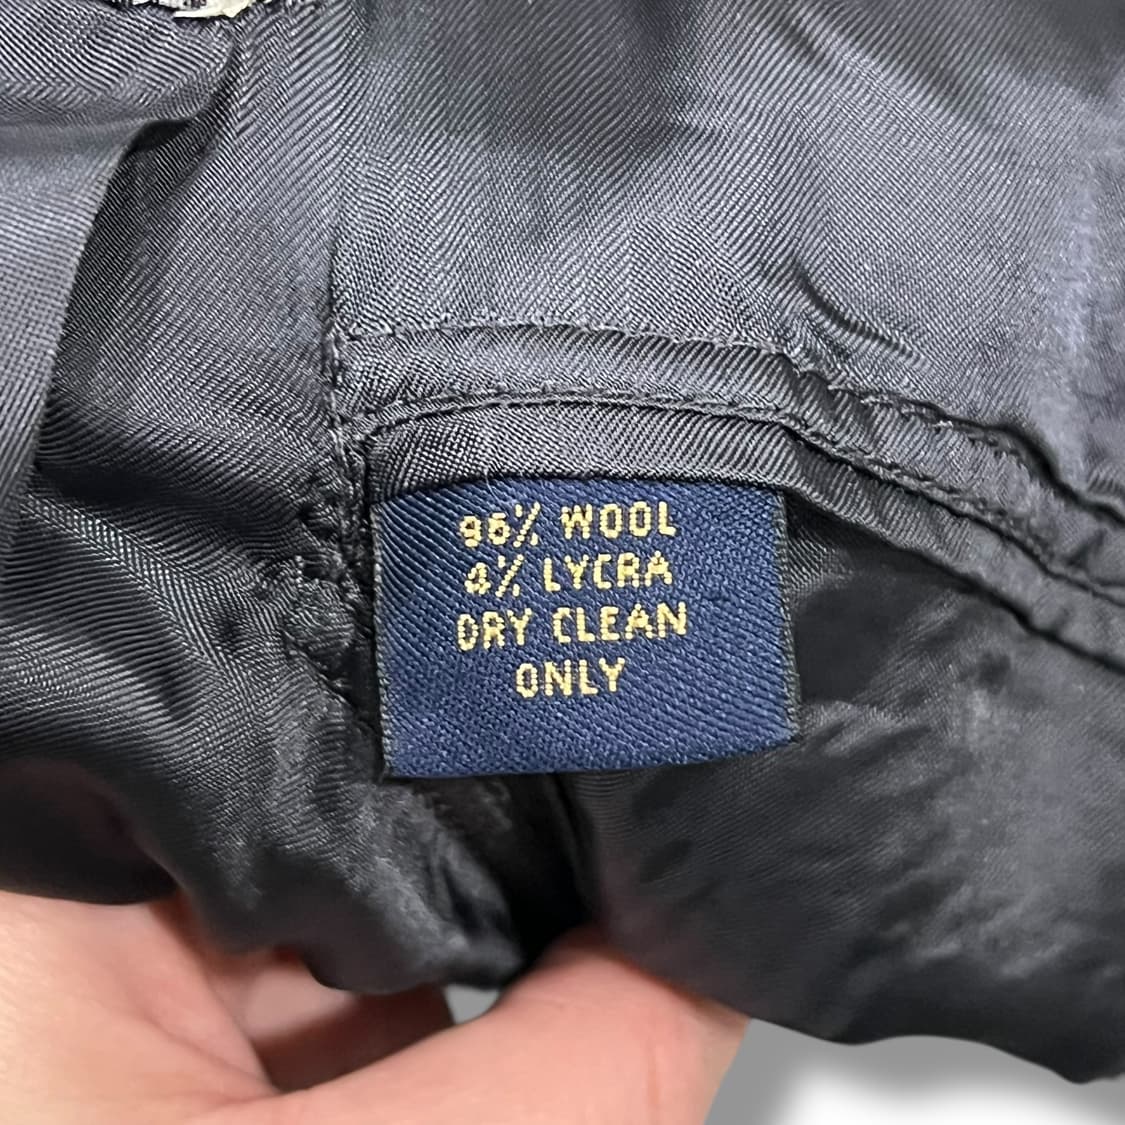 96% WOOL
4% LYCRA
DRY CLEAN
ONLY